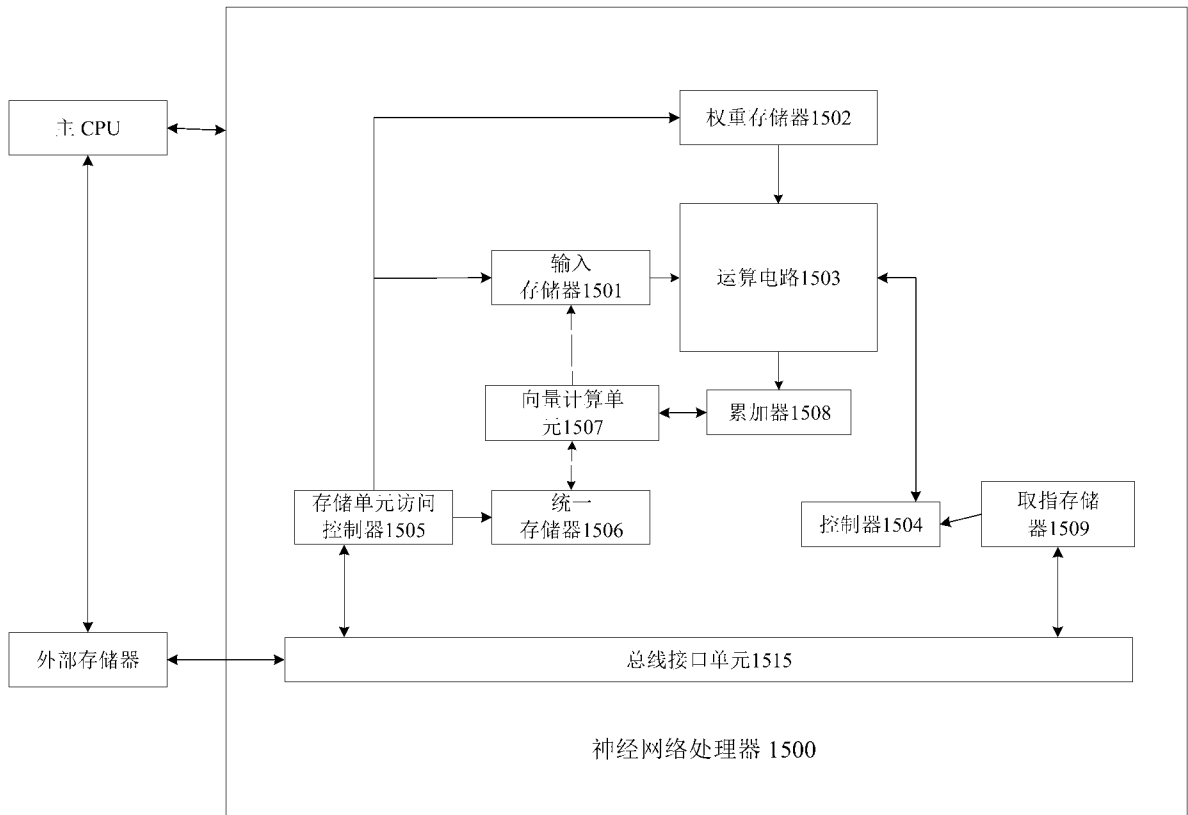 主 CPU
权重存储器1502
输入
存储器1501
运算电路1503
向量计算单
元1507
累加器1508
存储单元访问
控制器1505
统一
存储器1506
控制器1504
取指存储
器1509
外部存储器
总线接口单元1515
神经网络处理器 1500